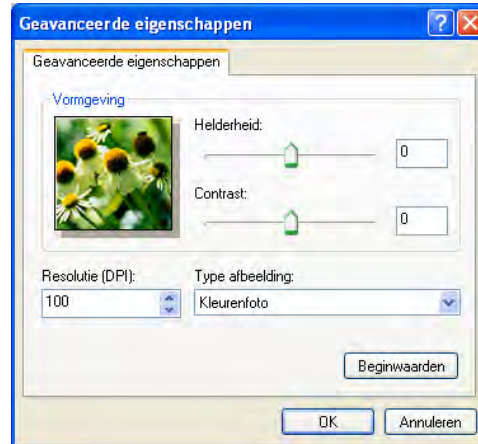 Geavanceerde eigenschappen
Geavanceerde eigenschappen
Vormgeving
Helderheid:
0
Contrast:
0
Resolutie (DPI):
Type afbeelding:
100
Kleurenfoto
Beginwaarden
OK
Annuleren